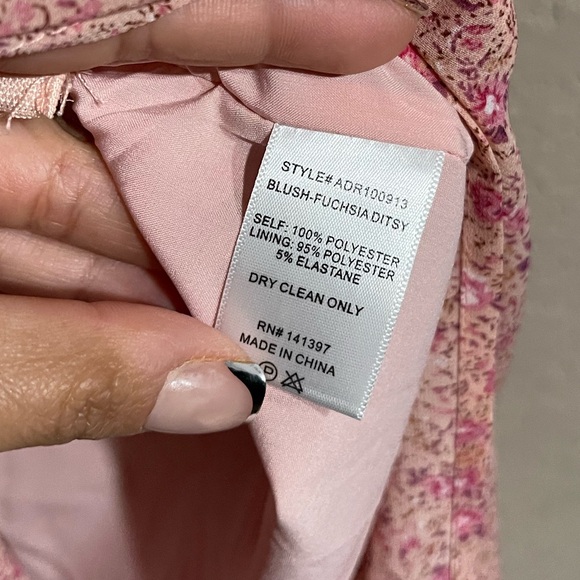 STYLE# ADR100913
BLUSH-FUCHSIA DITSY
SELF: 100% POLYESTER
LINING: 95% POLYESTER
5% ELASTANE
DRY CLEAN ONLY
RN# 141397
MADE IN CHINA
P